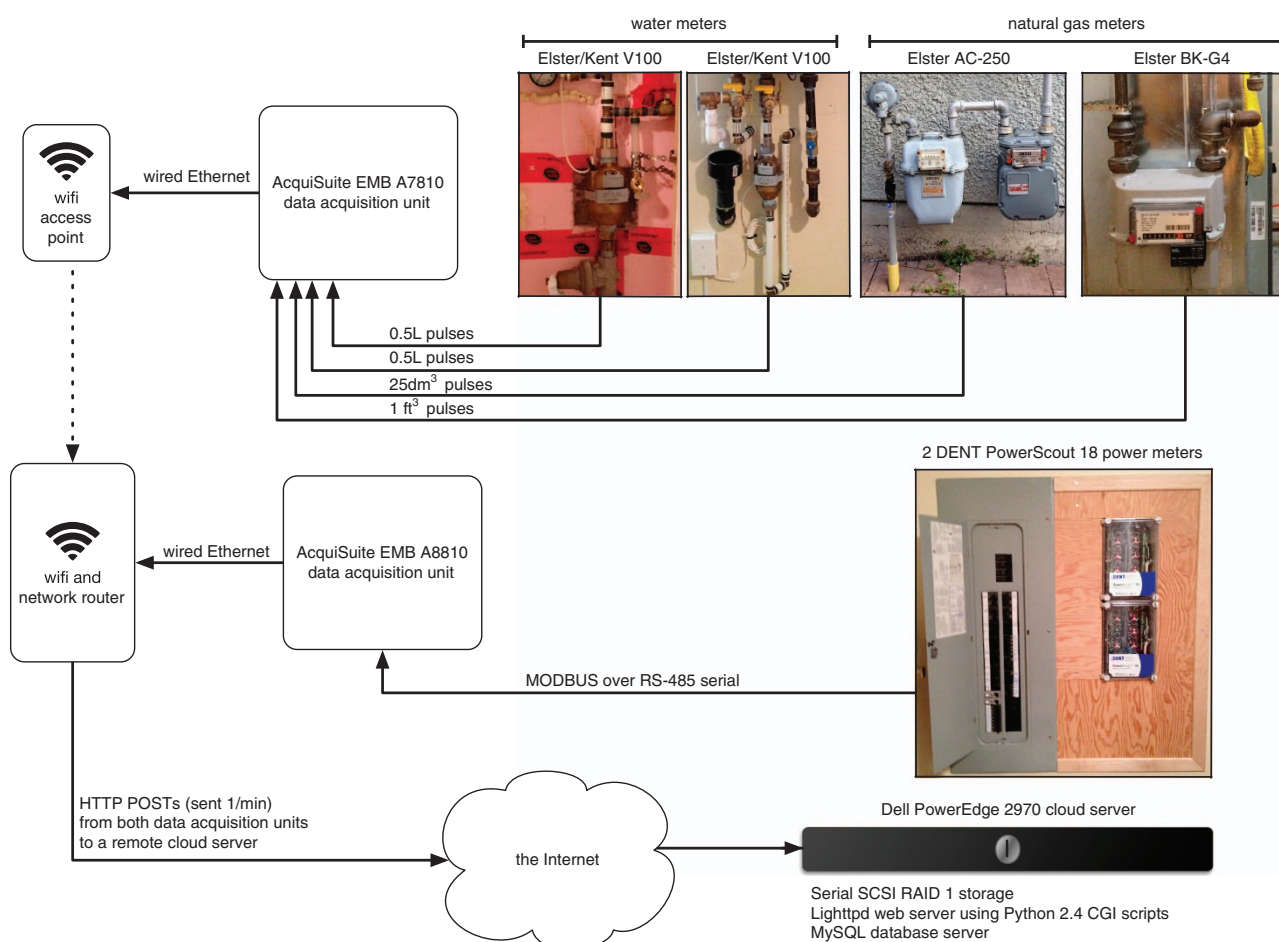 water meters
natural gas meters
Elster/Kent V100
Elster/Kent V100
Elster AC-250
Elster BK-G4
wifi
access
point
wired Ethernet
AcquiSuite EMB A7810
data acquisition unit
0.5L pulses
0.5L pulses
25dm³ pulses
1 ft³ pulses
2 DENT PowerScout 18 power meters
wifi and
network router
wired Ethernet
AcquiSuite EMB A8810
data acquisition unit
DENT
DENT
MODBUS over RS-485 serial
HTTP POSTs (sent 1/min)
from both data acquisition units
to a remote cloud server
the Internet
Dell PowerEdge 2970 cloud server
Serial SCSI RAID 1 storage
Lighttpd web server using Python 2.4 CGI scripts
MySQL database server